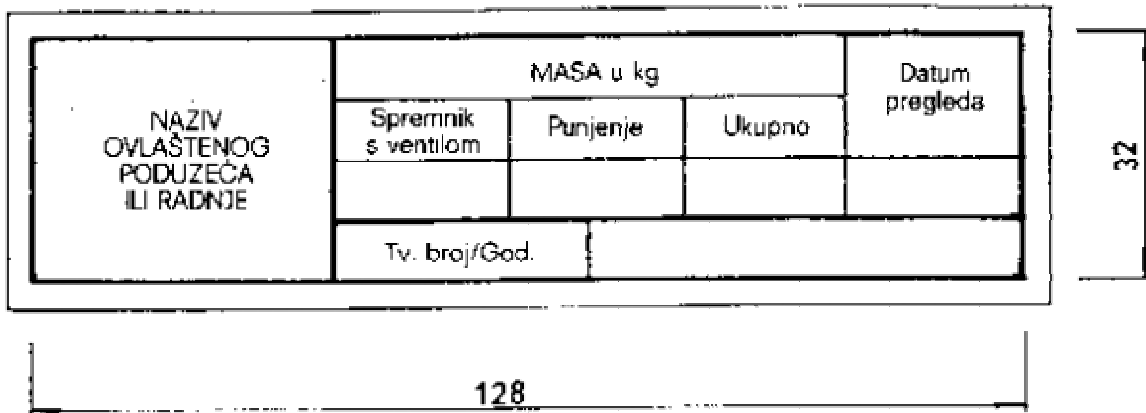 NAZIV
OVLAŠTENOG
PODUZEĆA
ILI RADNJE
MASA u kg
Spremnik
s ventilom
Punjenje
Ukupno
Datum
pregleda
Tv. broj/God.
32
128